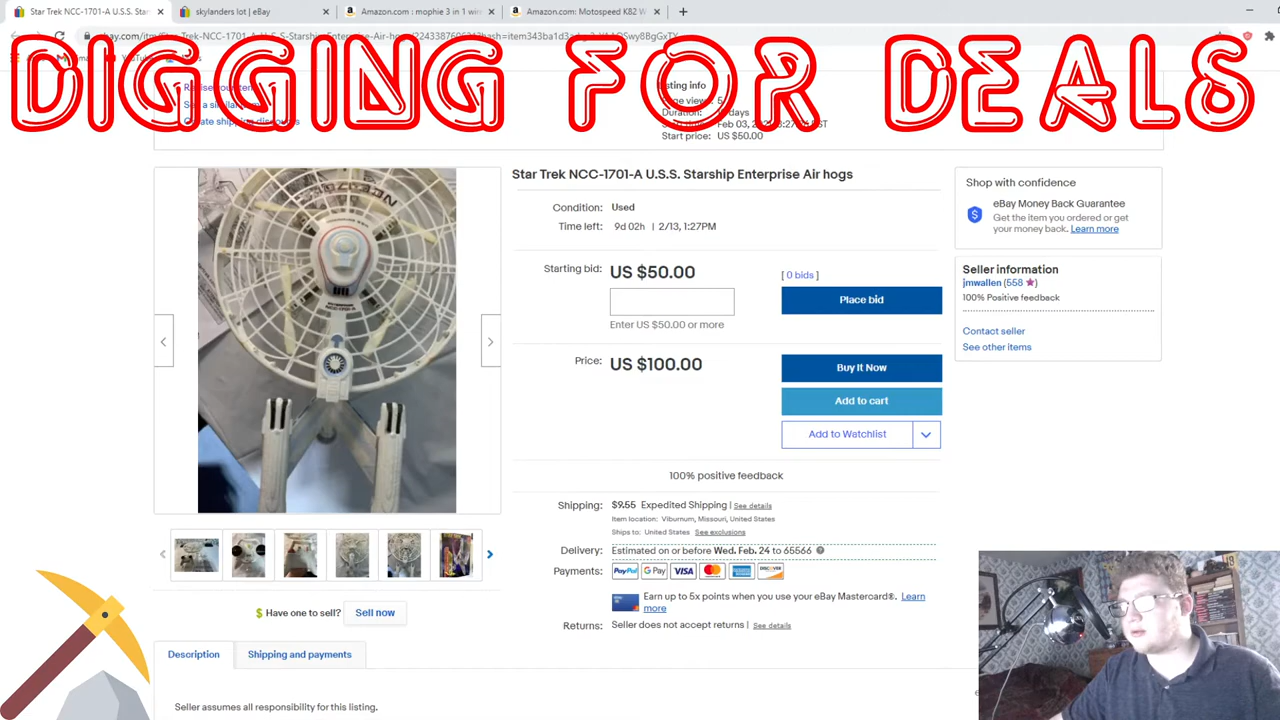 Star Trek NCC-1701-A U.S.S. Star
skylanders lot | eBay
Amazon.com : mophie 3 in 1 wire
Amazon.com: Motospeed K82 W
DIGGING FOR DEALS
Listing info
Duration:
Start price: US $50.00
Star Trek NCC-1701-A U.S.S. Starship Enterprise Air hogs
Condition: Used
Time left: 9d 02h | 2/13, 1:27PM
Starting bid: US $50.00 [ 0 bids ]
Place bid
Enter US $50.00 or more
Price: US $100.00
Buy It Now
Add to cart
Add to Watchlist
100% positive feedback
Shipping: $9.55 Expedited Shipping | See details
Item location: Viburnum, Missouri, United States
Ships to: United States See exclusions
Delivery: Estimated on or before Wed. Feb. 24 to 65566
Payments: PayPal G Pay VISA
DISCOVER
Earn up to 5x points when you use your eBay Mastercard®. Learn
more
Returns: Seller does not accept returns | See details
Shop with confidence
eBay Money Back Guarantee
Get the item you ordered or get
your money back. Learn more
Seller information
jmwallen (558)
100% Positive feedback
Contact seller
See other items
$ Have one to sell? Sell now
Description
Shipping and payments
Seller assumes all responsibility for this listing.